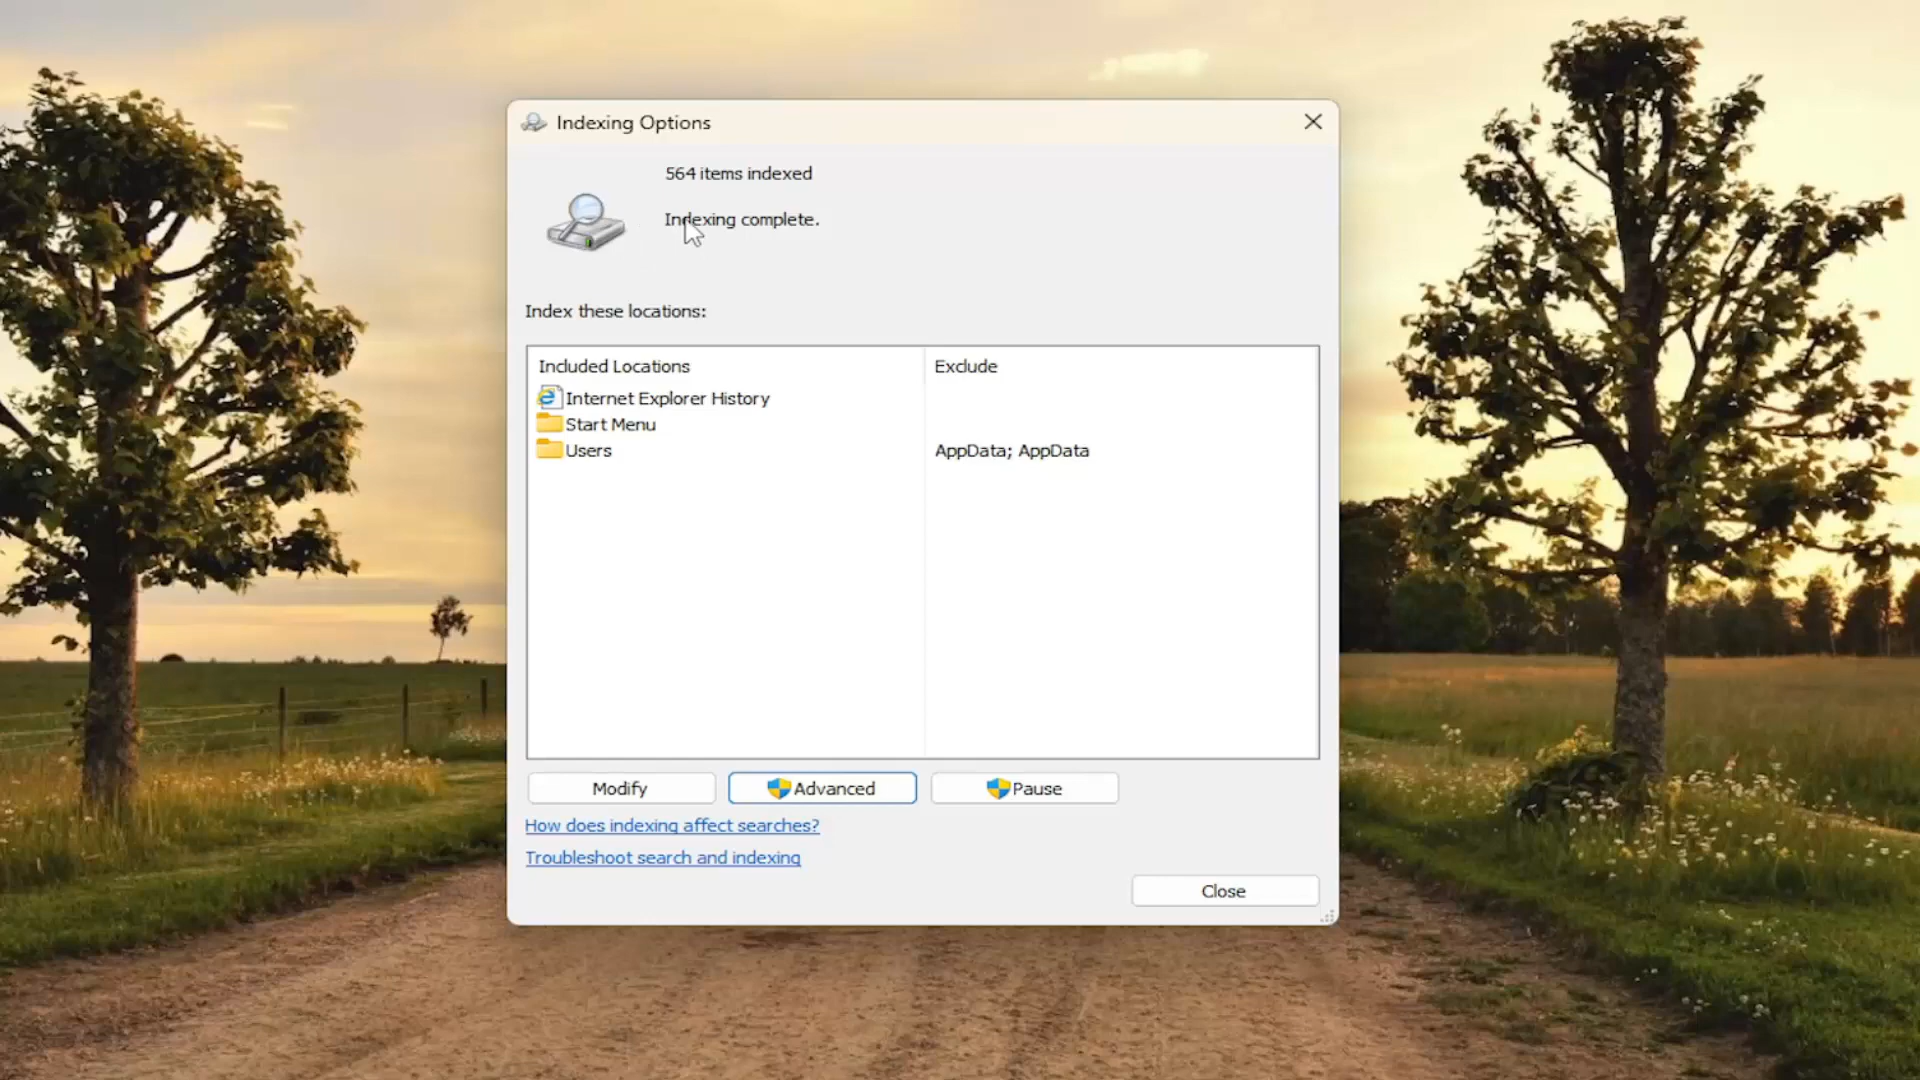 Indexing Options
564 items indexed
Indexing complete.
Index these locations:
Included Locations Exclude
Internet Explorer History
Start Menu
Users AppData; AppData
Modify Advanced Pause
How does indexing affect searches?
Troubleshoot search and indexing
Close